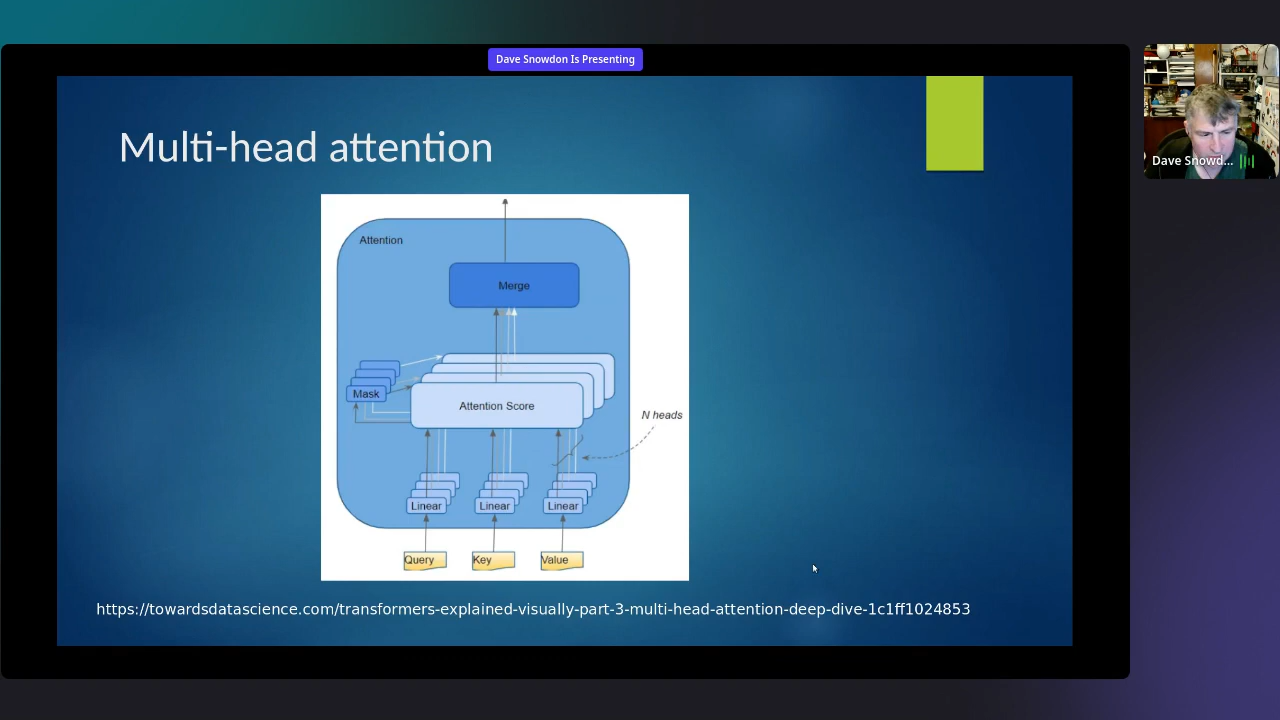 Dave Snowdon Is Presenting
Multi-head attention
Dave Snowd...
Attention
Merge
Mask
Attention Score
N heads
Linear Linear Linear
Query Key Value
https://towardsdatascience.com/transformers-explained-visually-part-3-multi-head-attention-deep-dive-1c1ff1024853